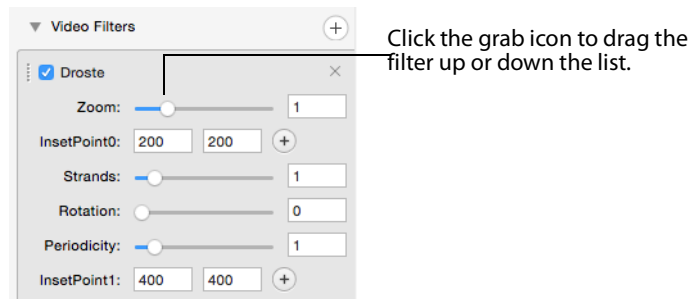 Video Filters
Click the grab icon to drag the
filter up or down the list.
Droste
Zoom: 1
InsetPoint0: 200 200
Strands: 1
Rotation: 0
Periodicity: 1
InsetPoint1: 400 400